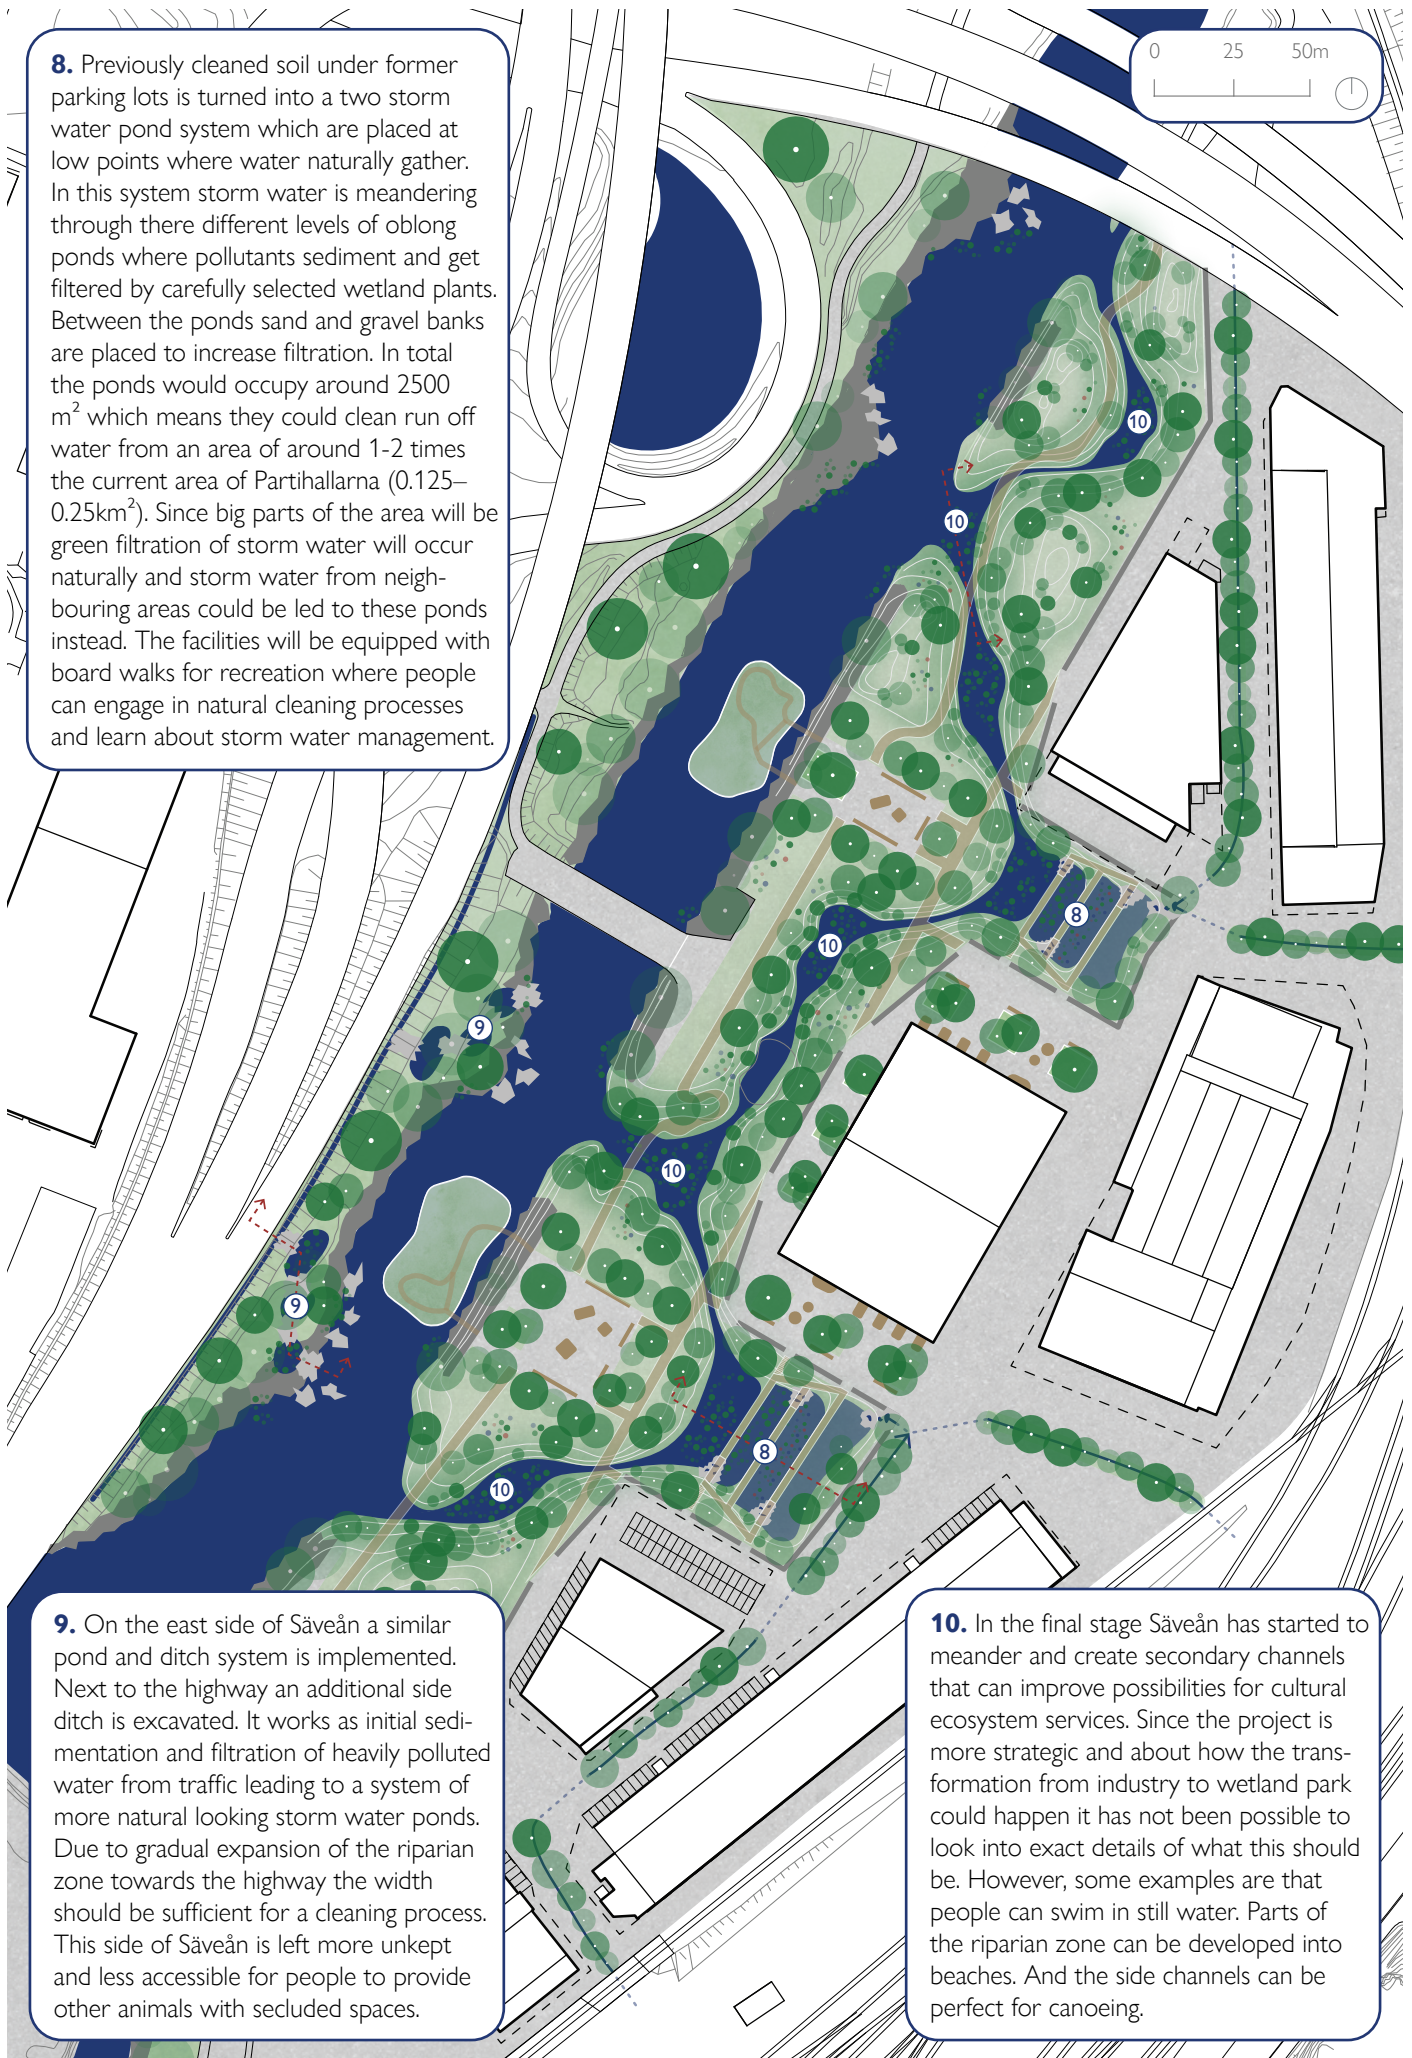 8. Previously cleaned soil under former
parking lots is turned into a two storm
water pond system which are placed at
low points where water naturally gather.
In this system storm water is meandering
through there different levels of oblong
ponds where pollutants sediment and get
filtered by carefully selected wetland plants.
Between the ponds sand and gravel banks
are placed to increase filtration. In total
the ponds would occupy around 2500
m² which means they could clean run off
water from an area of around 1-2 times
the current area of Partihallarna (0.125–
0.25km²). Since big parts of the area will be
green filtration of storm water will occur
naturally and storm water from neigh-
bouring areas could be led to these ponds
instead. The facilities will be equipped with
board walks for recreation where people
can engage in natural cleaning processes
and learn about storm water management.
0 25 50m
10
10
8
10
9
10
9
8
10
9. On the east side of Säveån a similar
pond and ditch system is implemented.
Next to the highway an additional side
ditch is excavated. It works as initial sedi-
mentation and filtration of heavily polluted
water from traffic leading to a system of
more natural looking storm water ponds.
Due to gradual expansion of the riparian
zone towards the highway the width
should be sufficient for a cleaning process.
This side of Säveån is left more unkept
and less accessible for people to provide
other animals with secluded spaces.
10. In the final stage Säveån has started to
meander and create secondary channels
that can improve possibilities for cultural
ecosystem services. Since the project is
more strategic and about how the trans-
formation from industry to wetland park
could happen it has not been possible to
look into exact details of what this should
be. However, some examples are that
people can swim in still water. Parts of
the riparian zone can be developed into
beaches. And the side channels can be
perfect for canoeing.